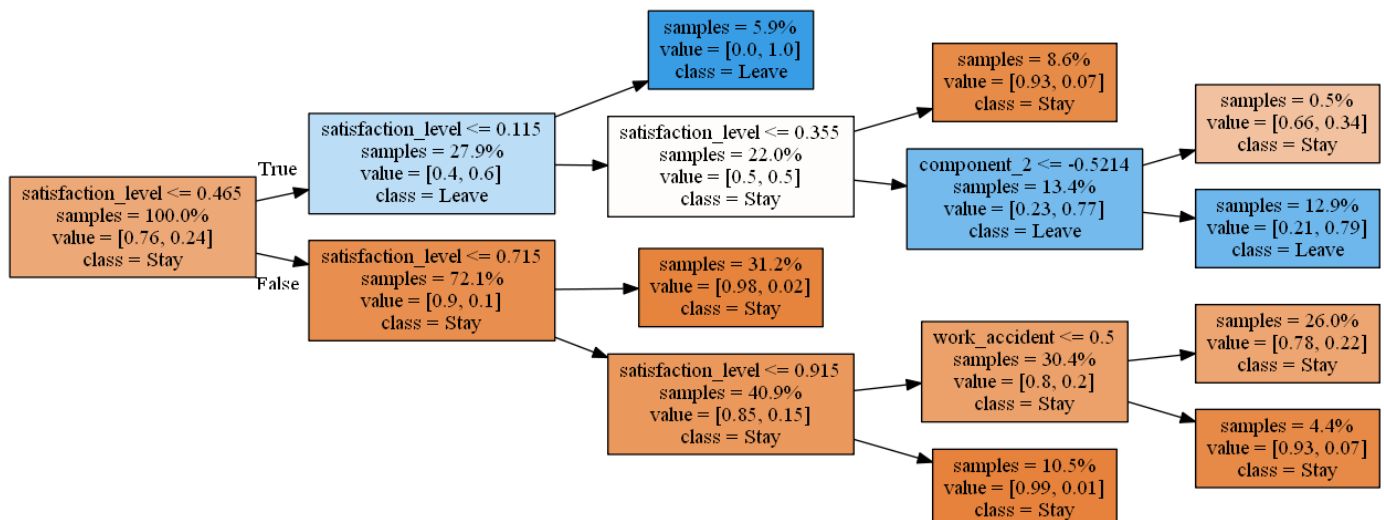 satisfaction_level <= 0.465
samples = 100.0%
value = [0.76, 0.24]
class = Stay
True
False
satisfaction_level <= 0.115
samples = 27.9%
value = [0.4, 0.6]
class = Leave
satisfaction_level <= 0.715
samples = 72.1%
value = [0.9, 0.1]
class = Stay
samples = 5.9%
value = [0.0, 1.0]
class = Leave
satisfaction_level <= 0.355
samples = 22.0%
value = [0.5, 0.5]
class = Stay
samples = 31.2%
value = [0.98, 0.02]
class = Stay
satisfaction_level <= 0.915
samples = 40.9%
value = [0.85, 0.15]
class = Stay
samples = 8.6%
value = [0.93, 0.07]
class = Stay
component_2 <= -0.5214
samples = 13.4%
value = [0.23, 0.77]
class = Leave
work_accident <= 0.5
samples = 30.4%
value = [0.8, 0.2]
class = Stay
samples = 10.5%
value = [0.99, 0.01]
class = Stay
samples = 0.5%
value = [0.66, 0.34]
class = Stay
samples = 12.9%
value = [0.21, 0.79]
class = Leave
samples = 26.0%
value = [0.78, 0.22]
class = Stay
samples = 4.4%
value = [0.93, 0.07]
class = Stay